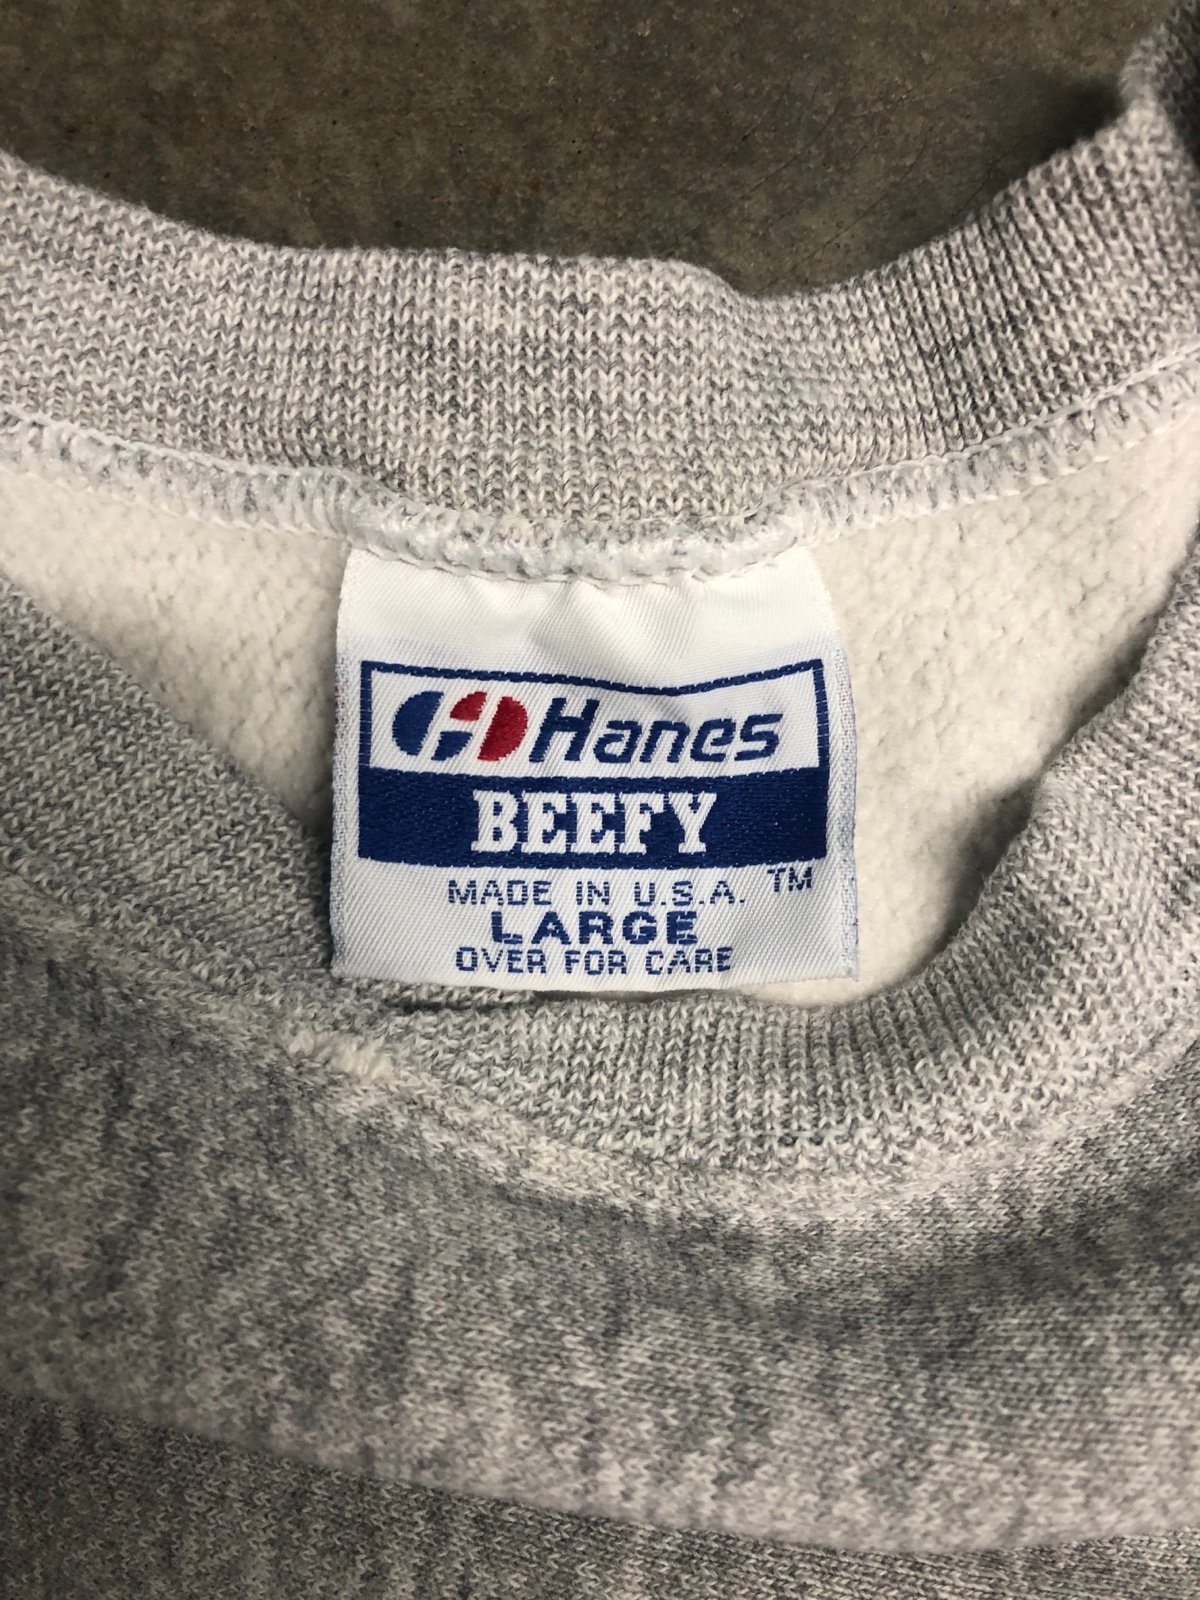 Hanes
BEEFY
TM
MADE IN U.S.A.
LARGE
OVER FOR CARE